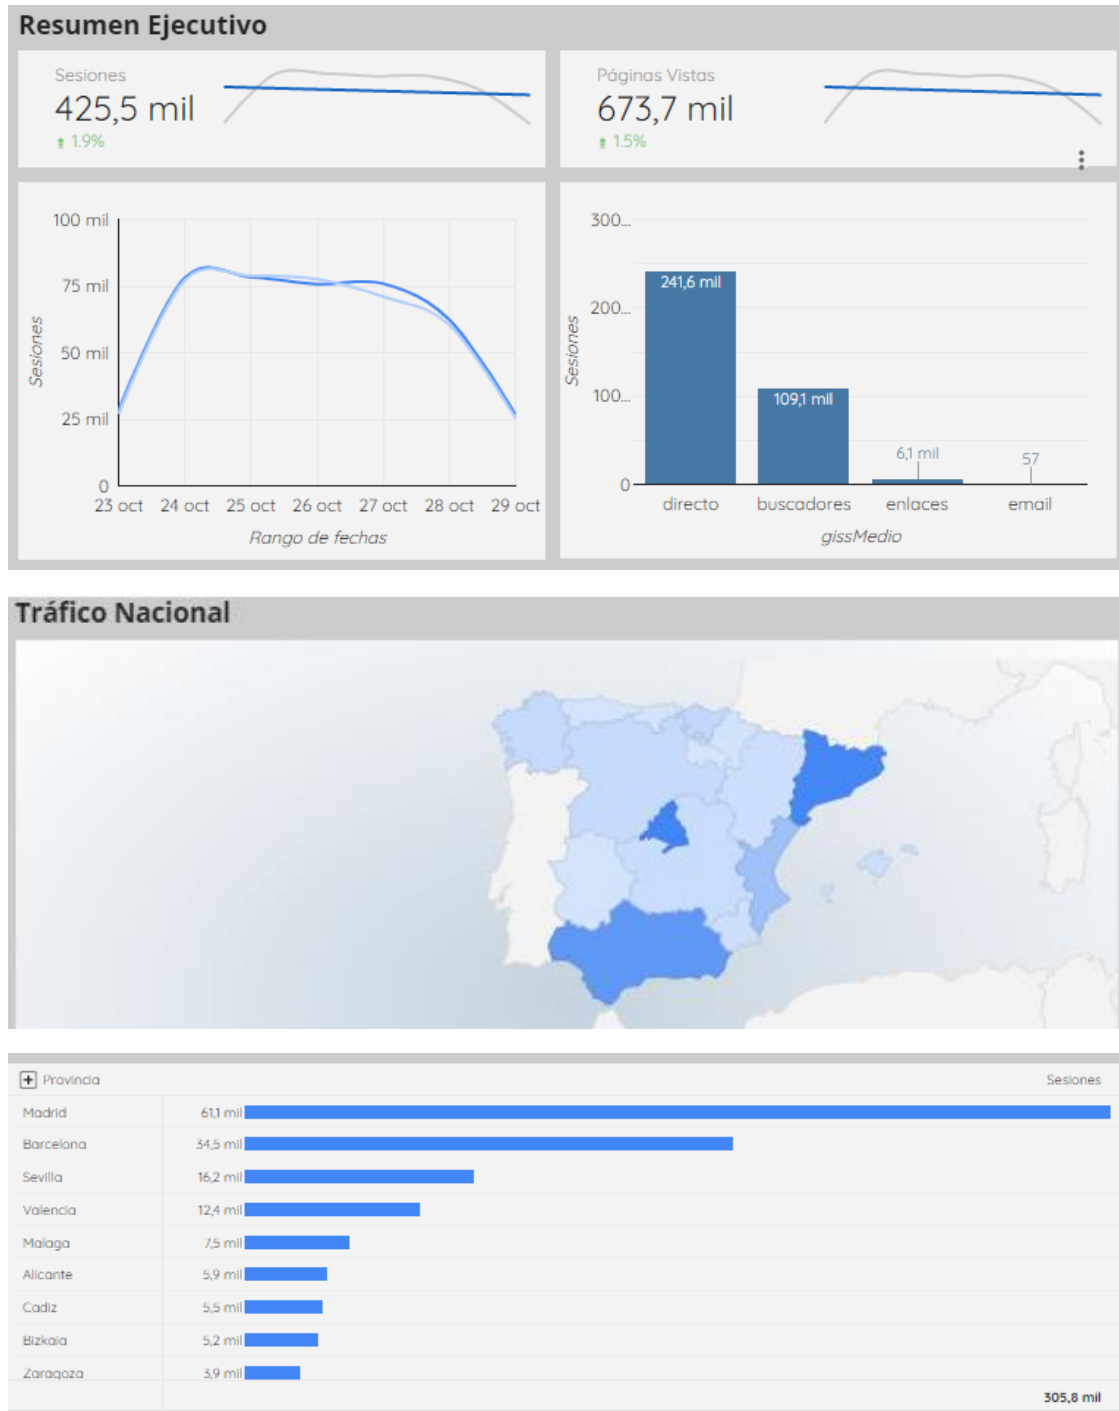 Resumen Ejecutivo
Sesiones
425,5 mil
1.9%
Páginas Vistas
673,7 mil
1.5%
100 mil
75 mil
50 mil
25 mil
0
Sesiones
23 oct 24 oct 25 oct 26 oct 27 oct 28 oct 29 oct
Rango de fechas
300...
200...
100...
0
Sesiones
241,6 mil
109,1 mil
6,1 mil
57
directo buscadores enlaces email
gissMedio
Tráfico Nacional
Provincia Sesiones
Madrid 61,1 mil
Barcelona 34,5 mil
Sevilla 16,2 mil
Valencia 12,4 mil
Malaga 7,5 mil
Alicante 5,9 mil
Cadiz 5,5 mil
Bizkaia 5,2 mil
Zaragoza 3,9 mil
305,8 mil